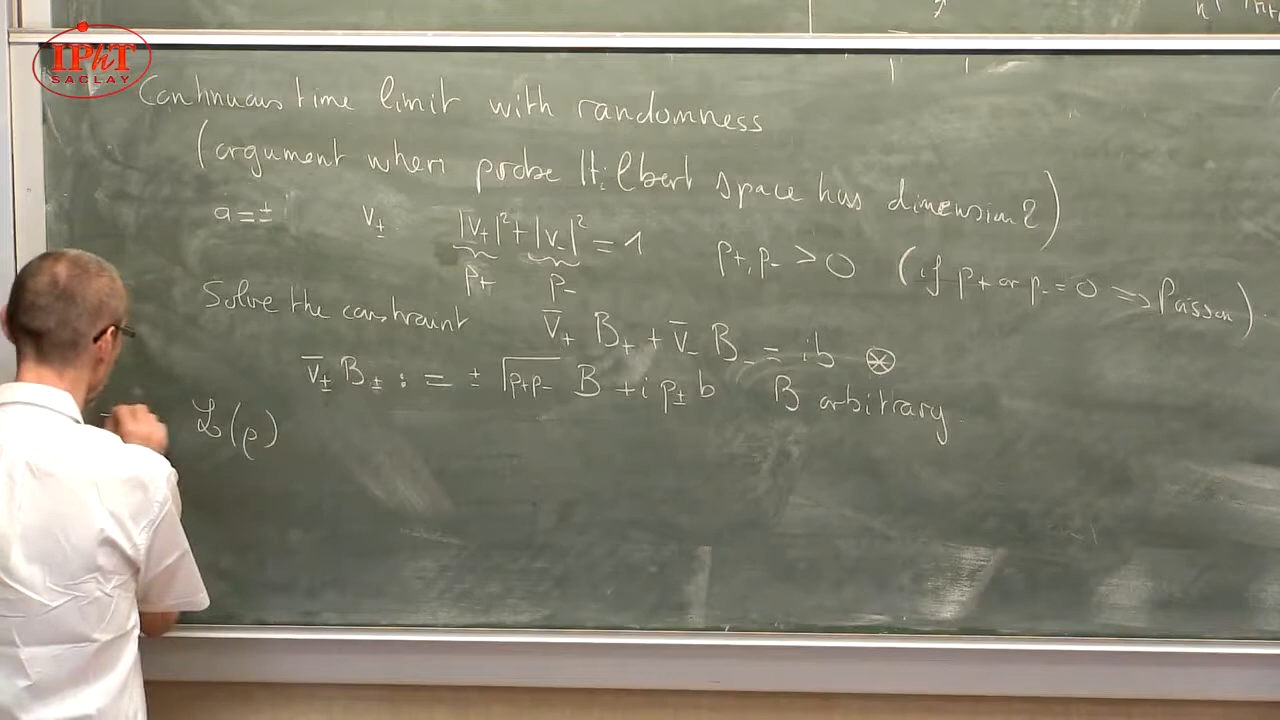 IPhT
SACLAY
Continuous time limit with randomness
(argument when probe Hilbert space has dimension 2)
a = ± v± |v+|² + |v-|² = 1 p+, p- > 0 (if p+ or p- = 0 ⟹ Poisson).
p+ p-
Solve the constraint v̄+ B+ + v̄- B- = ib ⊛
v̄± B± := ± √p+p- B + i p± b B arbitrary
ℒ(ρ)